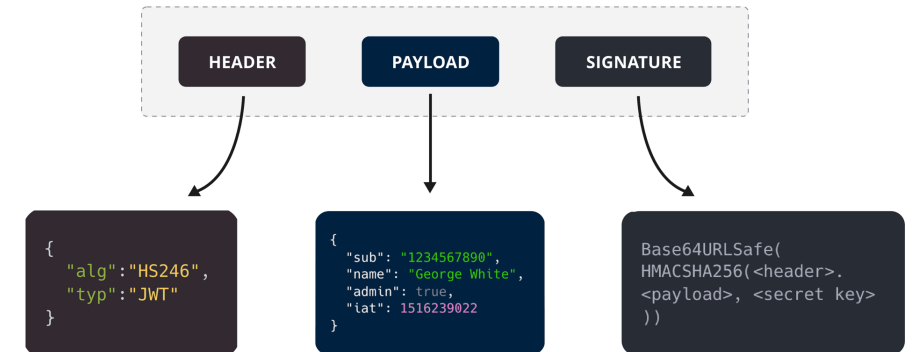 HEADER
PAYLOAD
SIGNATURE
{
"alg":"HS246",
"typ":"JWT"
}
{
"sub": "1234567890",
"name": "George White",
"admin": true,
"iat": 1516239022
}
Base64URLSafe(
HMACSHA256(<header>.
<payload>, <secret key>
))